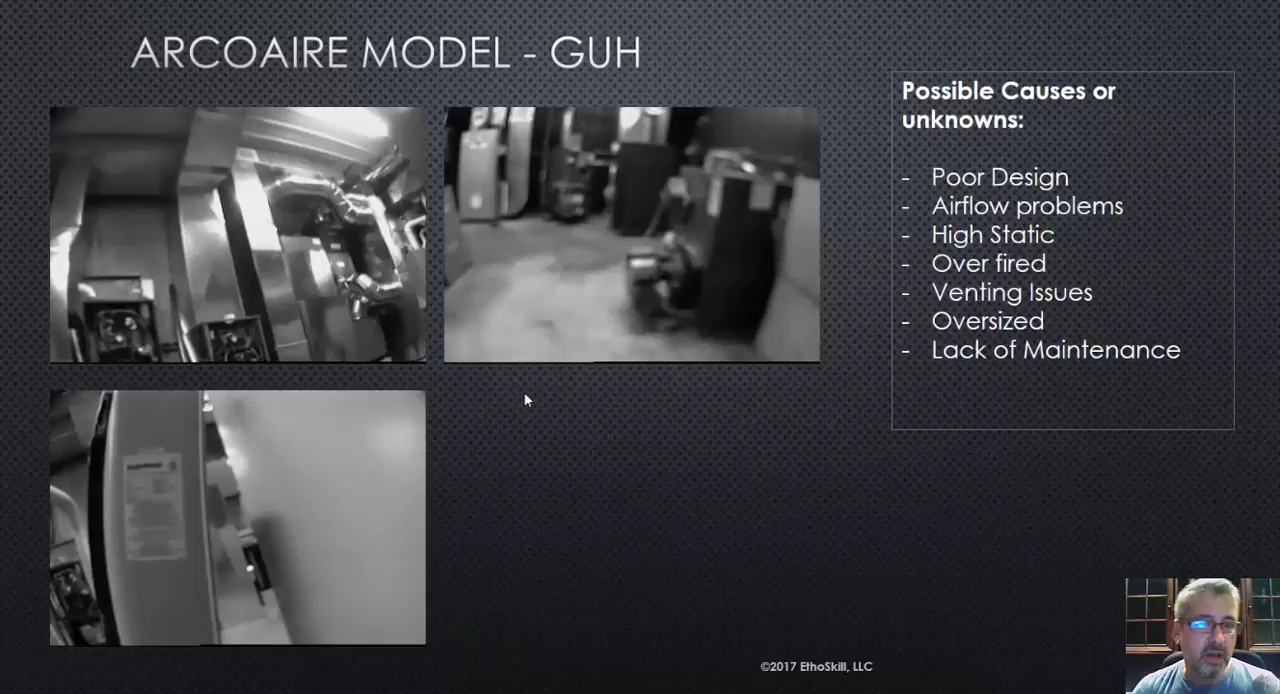 ARCOAIRE MODEL - GUH
Possible Causes or
unknowns:
- Poor Design
- Airflow problems
- High Static
- Over fired
- Venting Issues
- Oversized
- Lack of Maintenance
©2017 EthoSkill, LLC